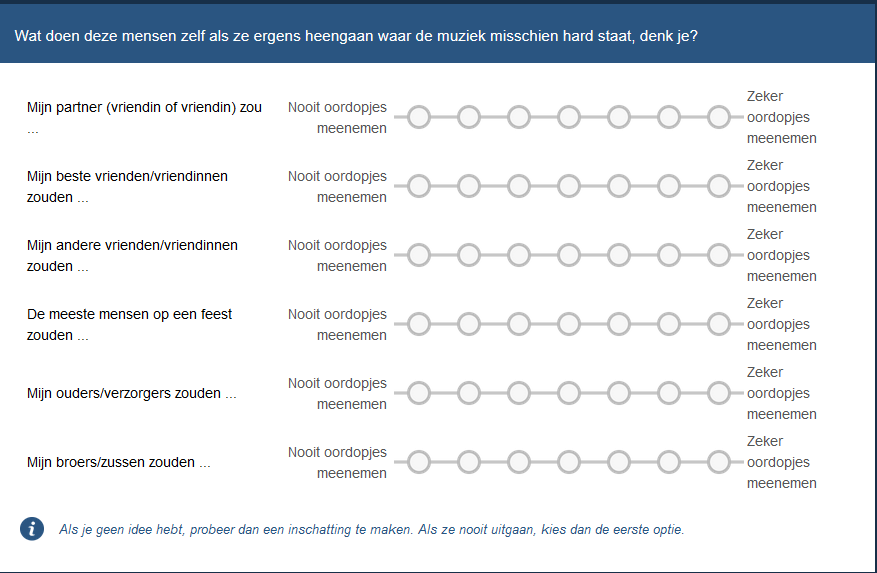 Wat doen deze mensen zelf als ze ergens heengaan waar de muziek misschien hard staat, denk je?
Mijn partner (vriendin of vriendin) zou
...
Nooit oordopjes
meenemen
Zeker
oordopjes
meenemen
Mijn beste vrienden/vriendinnen
zouden ...
Nooit oordopjes
meenemen
Zeker
oordopjes
meenemen
Mijn andere vrienden/vriendinnen
zouden ...
Nooit oordopjes
meenemen
Zeker
oordopjes
meenemen
De meeste mensen op een feest
zouden ...
Nooit oordopjes
meenemen
Zeker
oordopjes
meenemen
Mijn ouders/verzorgers zouden ...
Nooit oordopjes
meenemen
Zeker
oordopjes
meenemen
Mijn broers/zussen zouden ...
Nooit oordopjes
meenemen
Zeker
oordopjes
meenemen
i Als je geen idee hebt, probeer dan een inschatting te maken. Als ze nooit uitgaan, kies dan de eerste optie.